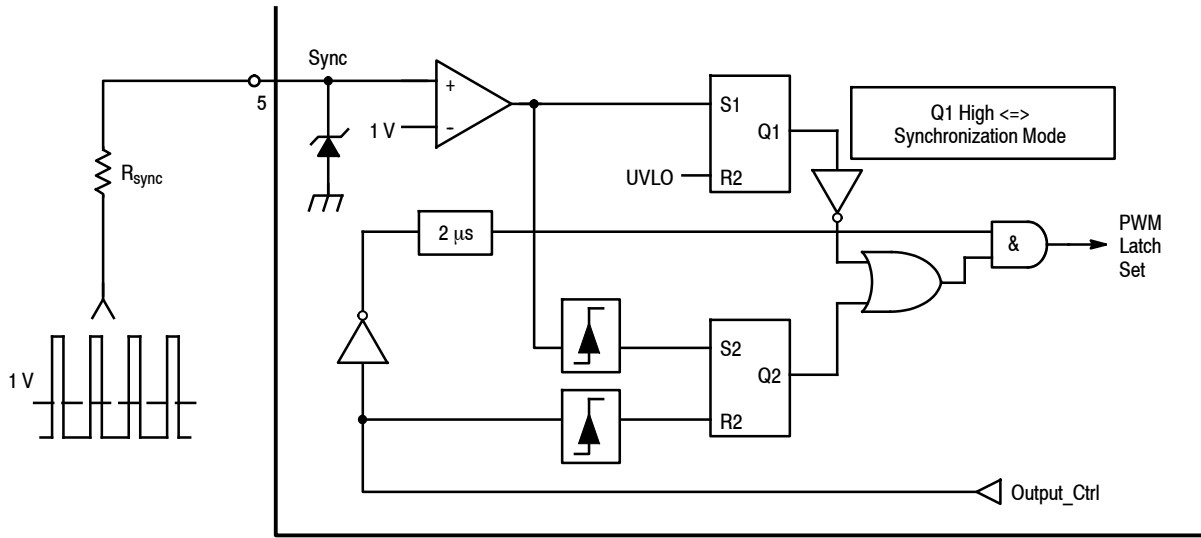 Sync
5
+
1 V
-
S1
Q1
R2
UVLO
Q1 High <=>
Synchronization Mode
Rsync
2 μs
&
PWM
Latch
Set
1 V
S2
Q2
R2
Output_Ctrl